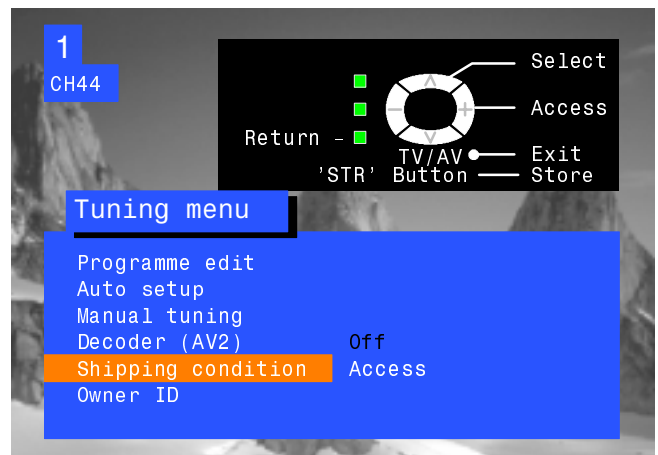 1
CH44
Select
Access
Return –
TV/AV Exit
'STR' Button Store
Tuning menu
Programme edit
Auto setup
Manual tuning
Decoder (AV2) Off
Shipping condition Access
Owner ID